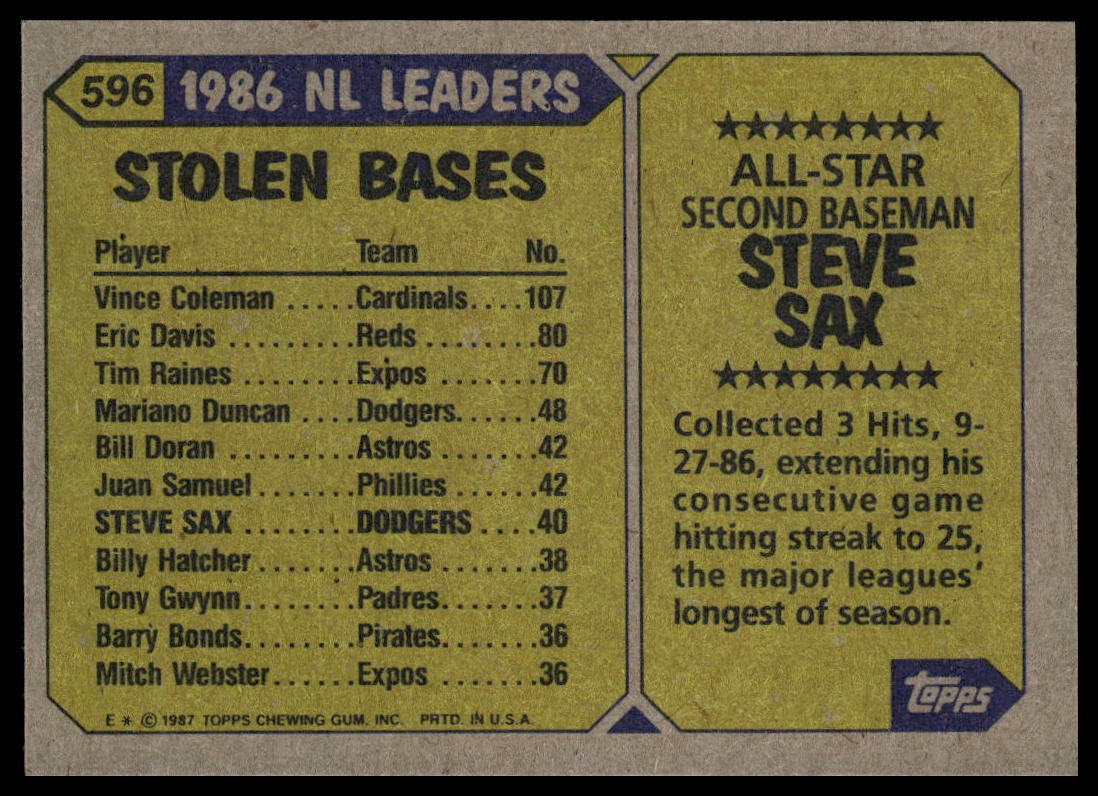 596 1986 NL LEADERS
STOLEN BASES
Player Team No.
Vince Coleman .....Cardinals....107
Eric Davis .........Reds ........80
Tim Raines ........Expos .......70
Mariano Duncan ....Dodgers......48
Bill Doran .........Astros .......42
Juan Samuel.......Phillies ......42
STEVE SAX ........DODGERS ....40
Billy Hatcher.......Astros.......38
Tony Gwynn........Padres.......37
Barry Bonds........Pirates.......36
Mitch Webster......Expos .......36
E * © 1987 TOPPS CHEWING GUM, INC. PRTD. IN U.S.A.
★★★★★★★★
ALL-STAR
SECOND BASEMAN
STEVE
SAX
★★★★★★★★
Collected 3 Hits, 9-
27-86, extending his
consecutive game
hitting streak to 25,
the major leagues'
longest of season.
topps